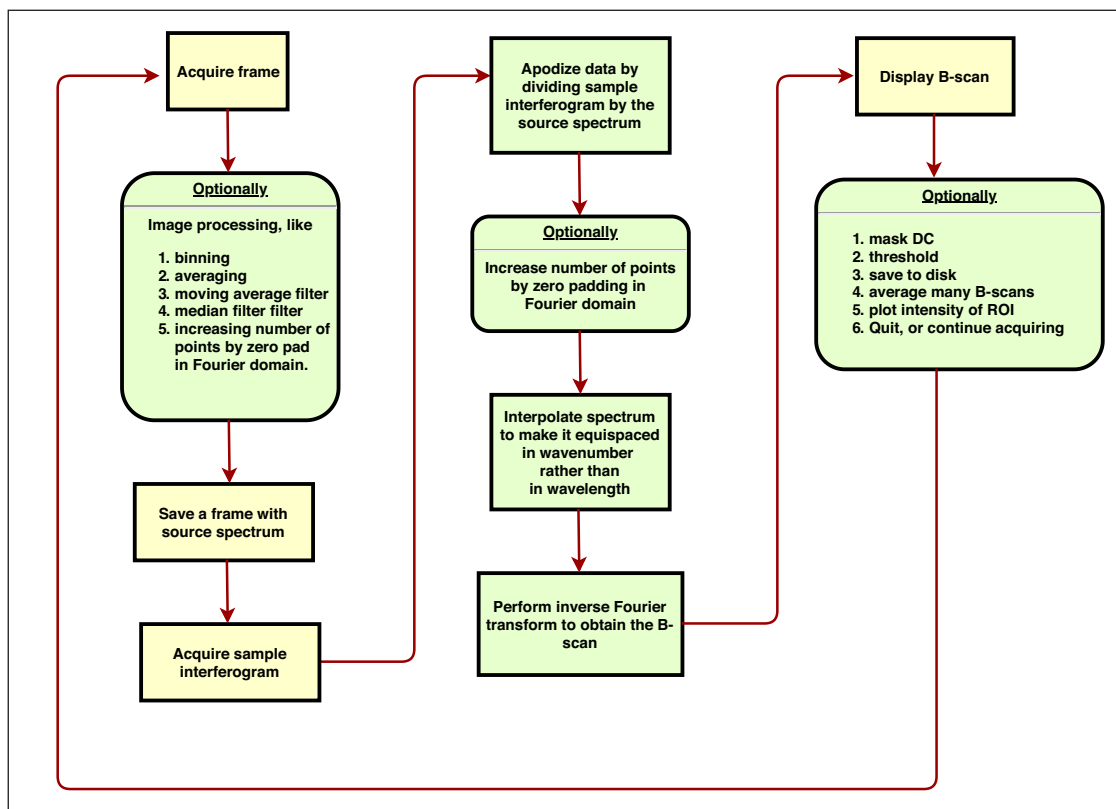 Acquire frame
Optionally
Image processing, like
1. binning
2. averaging
3. moving average filter
4. median filter filter
5. increasing number of
points by zero pad
in Fourier domain.
Save a frame with
source spectrum
Acquire sample
interferogram
Apodize data by
dividing sample
interferogram by the
source spectrum
Optionally
Increase number of points
by zero padding in
Fourier domain
Interpolate spectrum
to make it equispaced
in wavenumber
rather than
in wavelength
Perform inverse Fourier
transform to obtain the B-
scan
Display B-scan
Optionally
1. mask DC
2. threshold
3. save to disk
4. average many B-scans
5. plot intensity of ROI
6. Quit, or continue acquiring